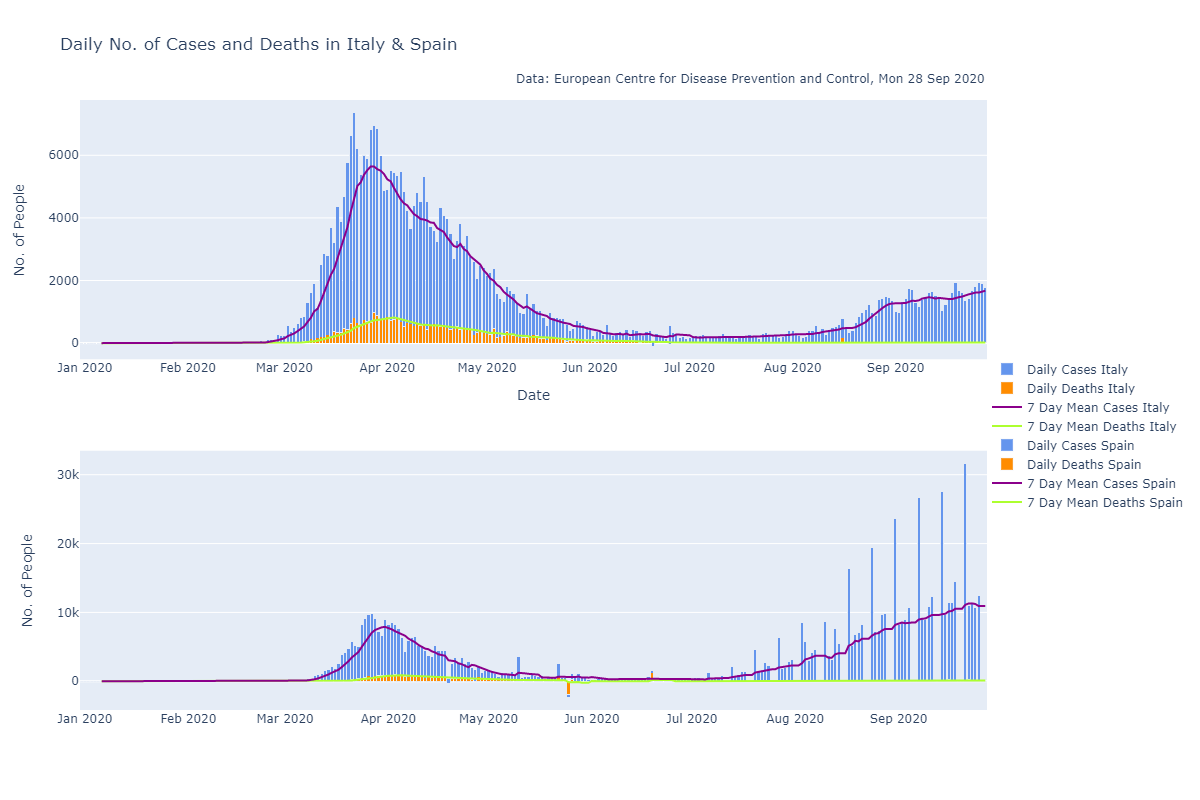 Daily No. of Cases and Deaths in Italy & Spain
Data: European Centre for Disease Prevention and Control, Mon 28 Sep 2020
No. of People
6000
4000
2000
0
Jan 2020 Feb 2020 Mar 2020 Apr 2020 May 2020 Jun 2020 Jul 2020 Aug 2020 Sep 2020
Date
Daily Cases Italy
Daily Deaths Italy
7 Day Mean Cases Italy
7 Day Mean Deaths Italy
Daily Cases Spain
Daily Deaths Spain
7 Day Mean Cases Spain
7 Day Mean Deaths Spain
No. of People
30k
20k
10k
0
Jan 2020 Feb 2020 Mar 2020 Apr 2020 May 2020 Jun 2020 Jul 2020 Aug 2020 Sep 2020